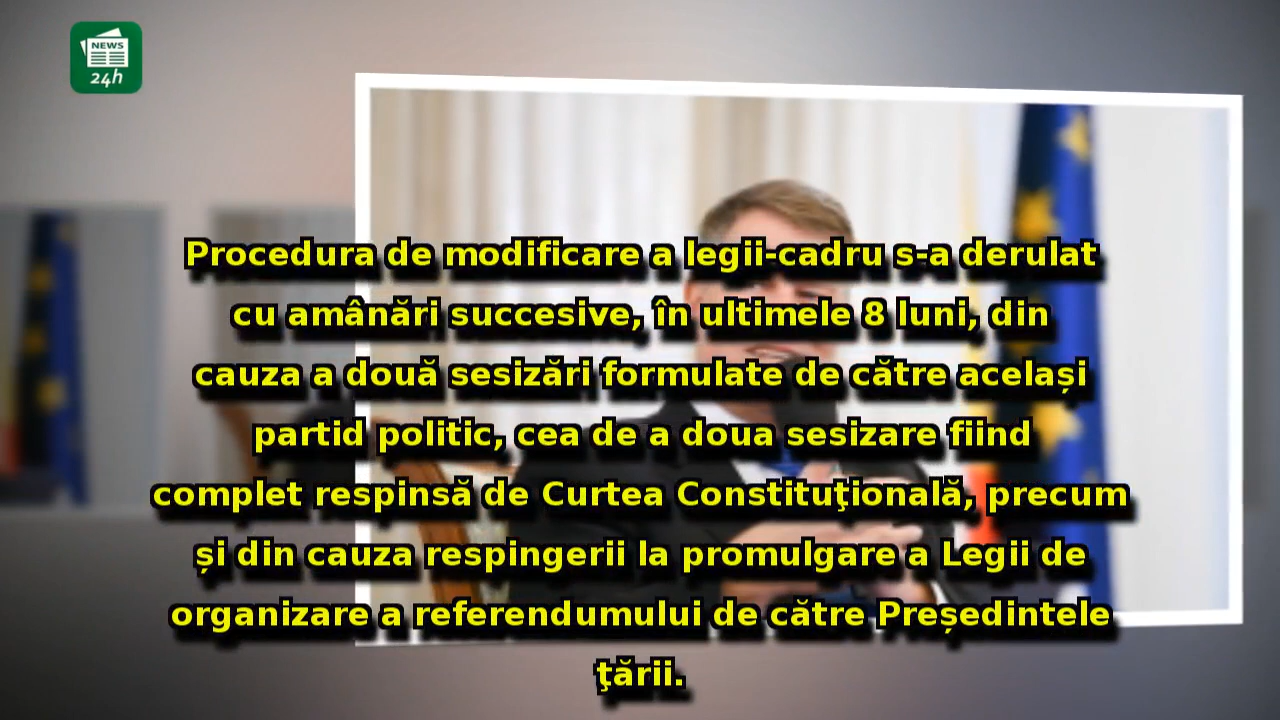 NEWS
24h
Procedura de modificare a legii-cadru s-a derulat
cu amânări succesive, în ultimele 8 luni, din
cauza a două sesizări formulate de către același
partid politic, cea de a doua sesizare fiind
complet respinsă de Curtea Constituţională, precum
și din cauza respingerii la promulgare a Legii de
organizare a referendumului de către Președintele
ţării.